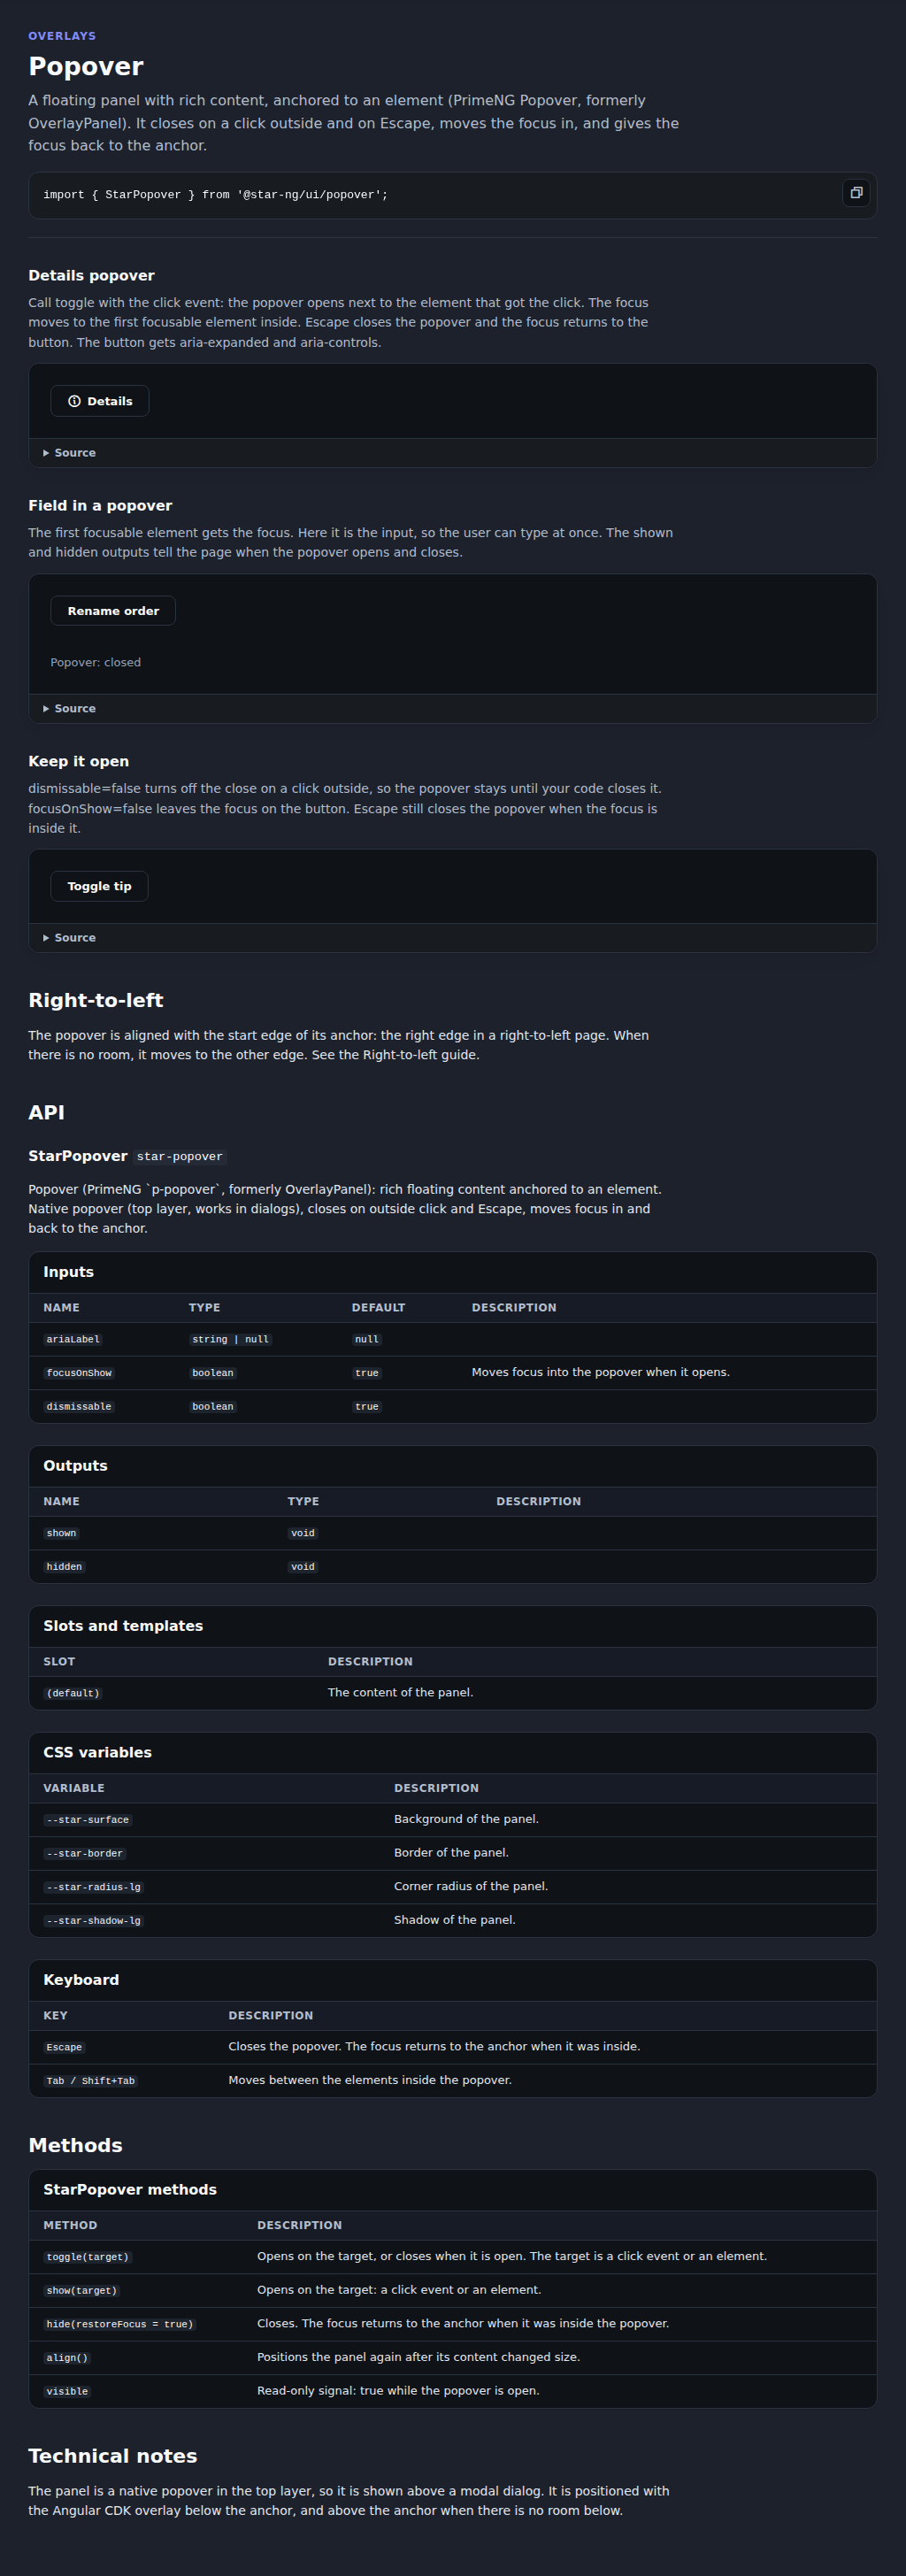 OVERLAYS
Popover
A floating panel with rich content, anchored to an element (PrimeNG Popover, formerly
OverlayPanel). It closes on a click outside and on Escape, moves the focus in, and gives the
focus back to the anchor.
import { StarPopover } from '@star-ng/ui/popover';
Details popover
Call toggle with the click event: the popover opens next to the element that got the click. The focus
moves to the first focusable element inside. Escape closes the popover and the focus returns to the
button. The button gets aria-expanded and aria-controls.
Details
Source
Field in a popover
The first focusable element gets the focus. Here it is the input, so the user can type at once. The shown
and hidden outputs tell the page when the popover opens and closes.
Rename order
Popover: closed
Source
Keep it open
dismissable=false turns off the close on a click outside, so the popover stays until your code closes it.
focusOnShow=false leaves the focus on the button. Escape still closes the popover when the focus is
inside it.
Toggle tip
Source
Right-to-left
The popover is aligned with the start edge of its anchor: the right edge in a right-to-left page. When
there is no room, it moves to the other edge. See the Right-to-left guide.
API
StarPopover star-popover
Popover (PrimeNG `p-popover`, formerly OverlayPanel): rich floating content anchored to an element.
Native popover (top layer, works in dialogs), closes on outside click and Escape, moves focus in and
back to the anchor.
Inputs
NAME TYPE DEFAULT DESCRIPTION
ariaLabel string | null null
focusOnShow boolean true Moves focus into the popover when it opens.
dismissable boolean true
Outputs
NAME TYPE DESCRIPTION
shown void
hidden void
Slots and templates
SLOT DESCRIPTION
(default) The content of the panel.
CSS variables
VARIABLE DESCRIPTION
--star-surface Background of the panel.
--star-border Border of the panel.
--star-radius-lg Corner radius of the panel.
--star-shadow-lg Shadow of the panel.
Keyboard
KEY DESCRIPTION
Escape Closes the popover. The focus returns to the anchor when it was inside.
Tab / Shift+Tab Moves between the elements inside the popover.
Methods
StarPopover methods
METHOD DESCRIPTION
toggle(target) Opens on the target, or closes when it is open. The target is a click event or an element.
show(target) Opens on the target: a click event or an element.
hide(restoreFocus = true) Closes. The focus returns to the anchor when it was inside the popover.
align() Positions the panel again after its content changed size.
visible Read-only signal: true while the popover is open.
Technical notes
The panel is a native popover in the top layer, so it is shown above a modal dialog. It is positioned with
the Angular CDK overlay below the anchor, and above the anchor when there is no room below.